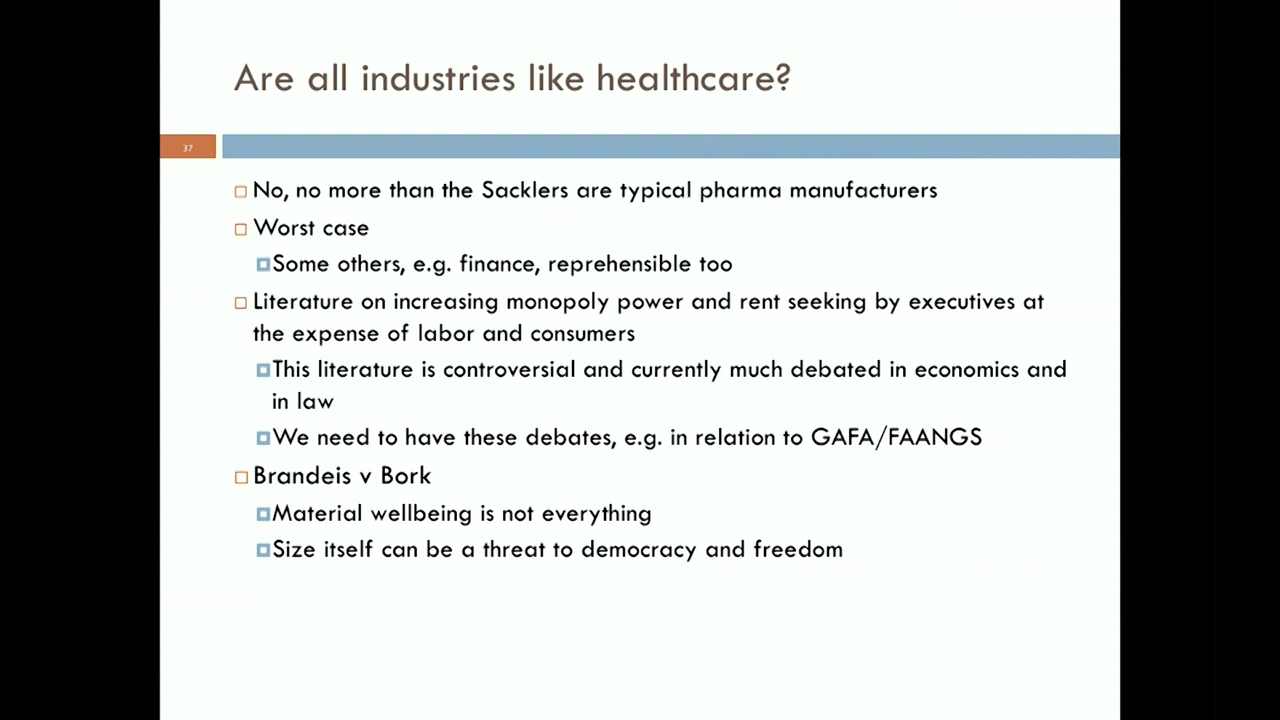 Are all industries like healthcare?
37
No, no more than the Sacklers are typical pharma manufacturers
Worst case
Some others, e.g. finance, reprehensible too
Literature on increasing monopoly power and rent seeking by executives at
the expense of labor and consumers
This literature is controversial and currently much debated in economics and
in law
We need to have these debates, e.g. in relation to GAFA/FAANGS
Brandeis v Bork
Material wellbeing is not everything
Size itself can be a threat to democracy and freedom